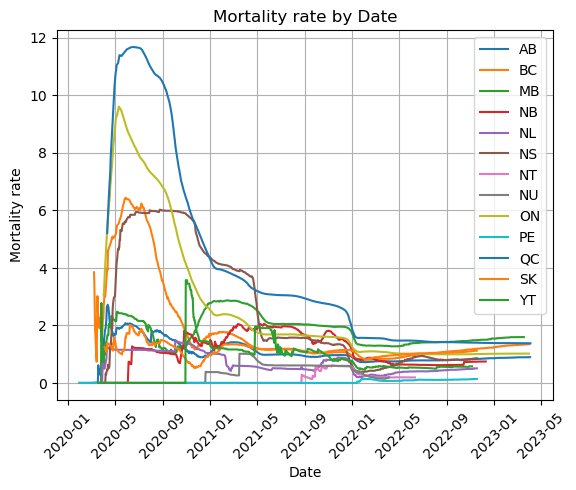 Mortality rate by Date
Mortality rate
12
10
8
6
4
2
0
AB
BC
MB
NB
NL
NS
NT
NU
ON
PE
QC
SK
YT
2020-01
2020-05
2020-09
2021-01
2021-05
2021-09
2022-01
2022-05
2022-09
2023-01
2023-05
Date